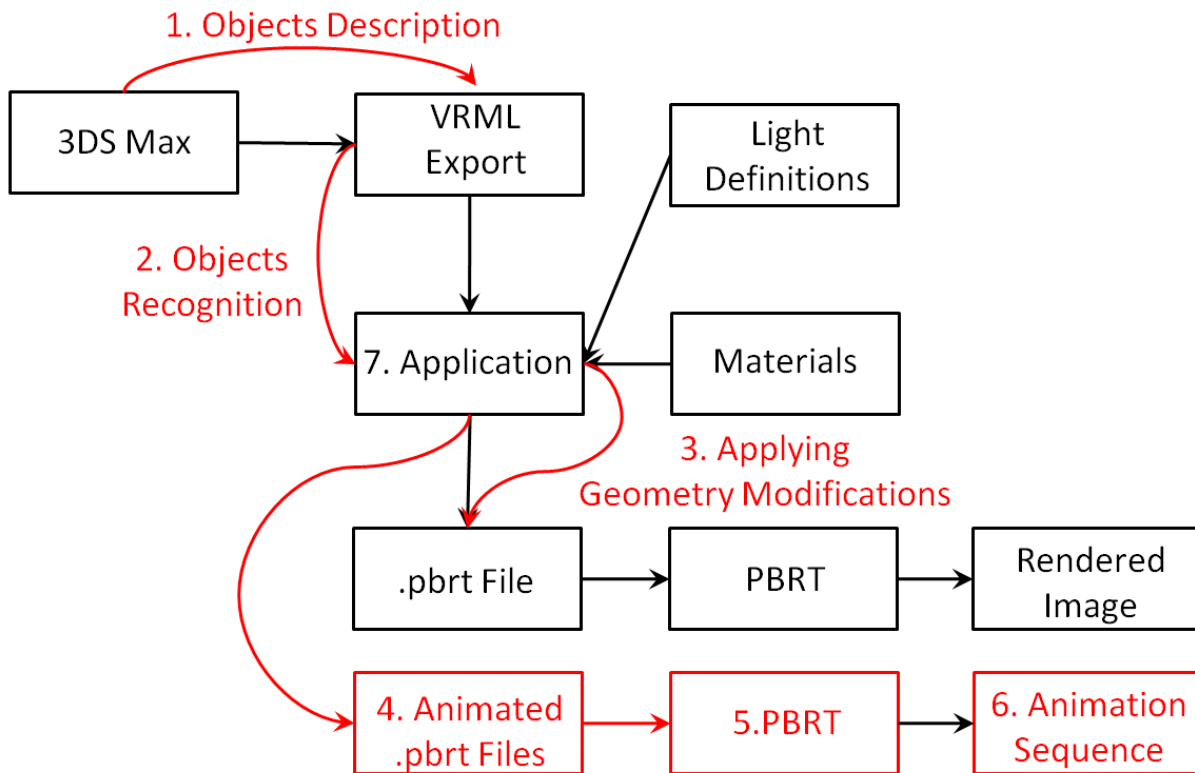 1. Objects Description
3DS Max
VRML
Export
Light
Definitions
2. Objects
Recognition
7. Application
Materials
3. Applying
Geometry Modifications
.pbrt File
PBRT
Rendered
Image
4. Animated
.pbrt Files
5.PBRT
6. Animation
Sequence